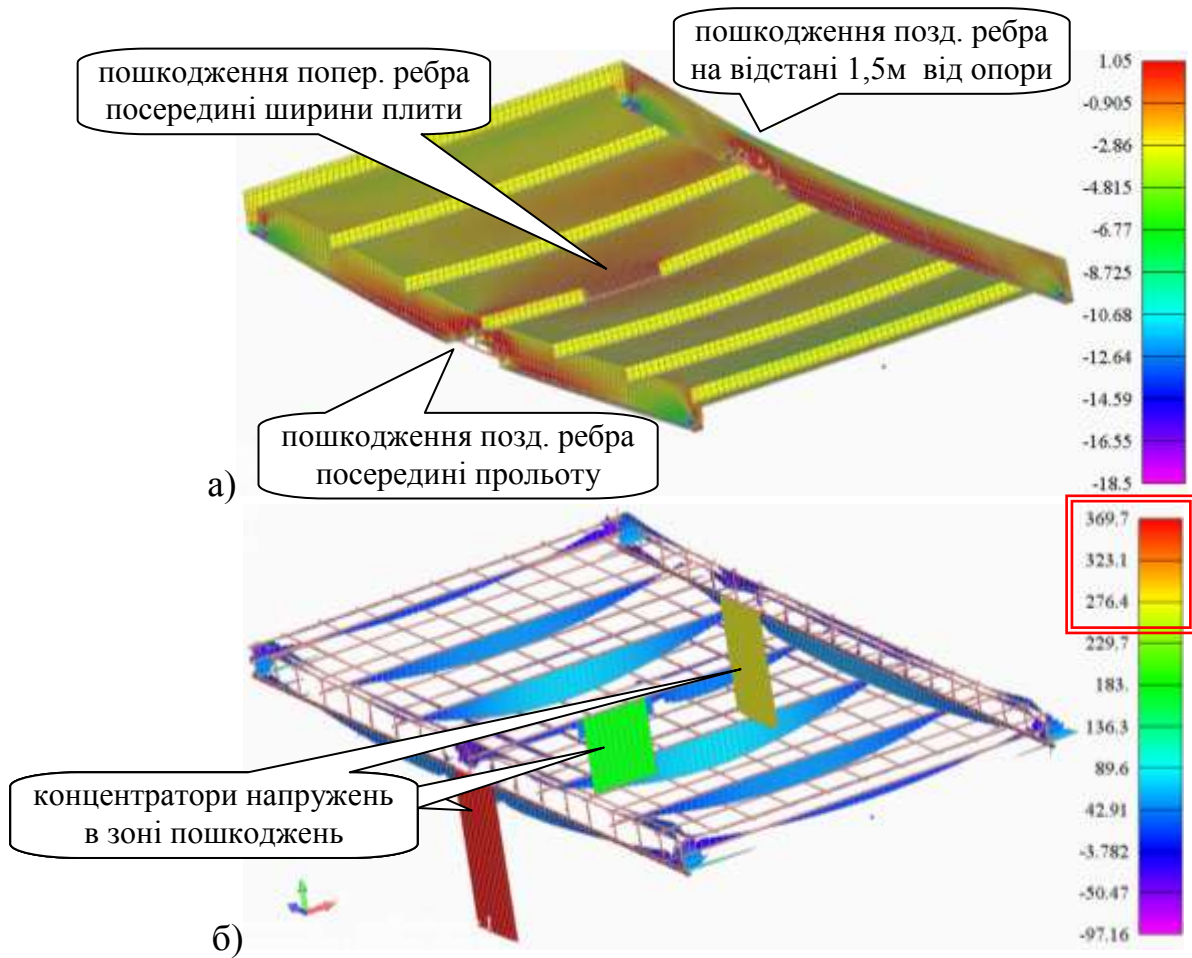 пошкодження попер. ребра
посередині ширини плити
пошкодження позд. ребра
на відстані 1,5м від опори
пошкодження позд. ребра
посередині прольоту
а)
1.05
-0.905
-2.86
-4.815
-6.77
-8.725
-10.68
-12.64
-14.59
-16.55
-18.5
концентратори напружень
в зоні пошкоджень
б)
369.7
323.1
276.4
229.7
183.
136.3
89.6
42.91
-3.782
-50.47
-97.16